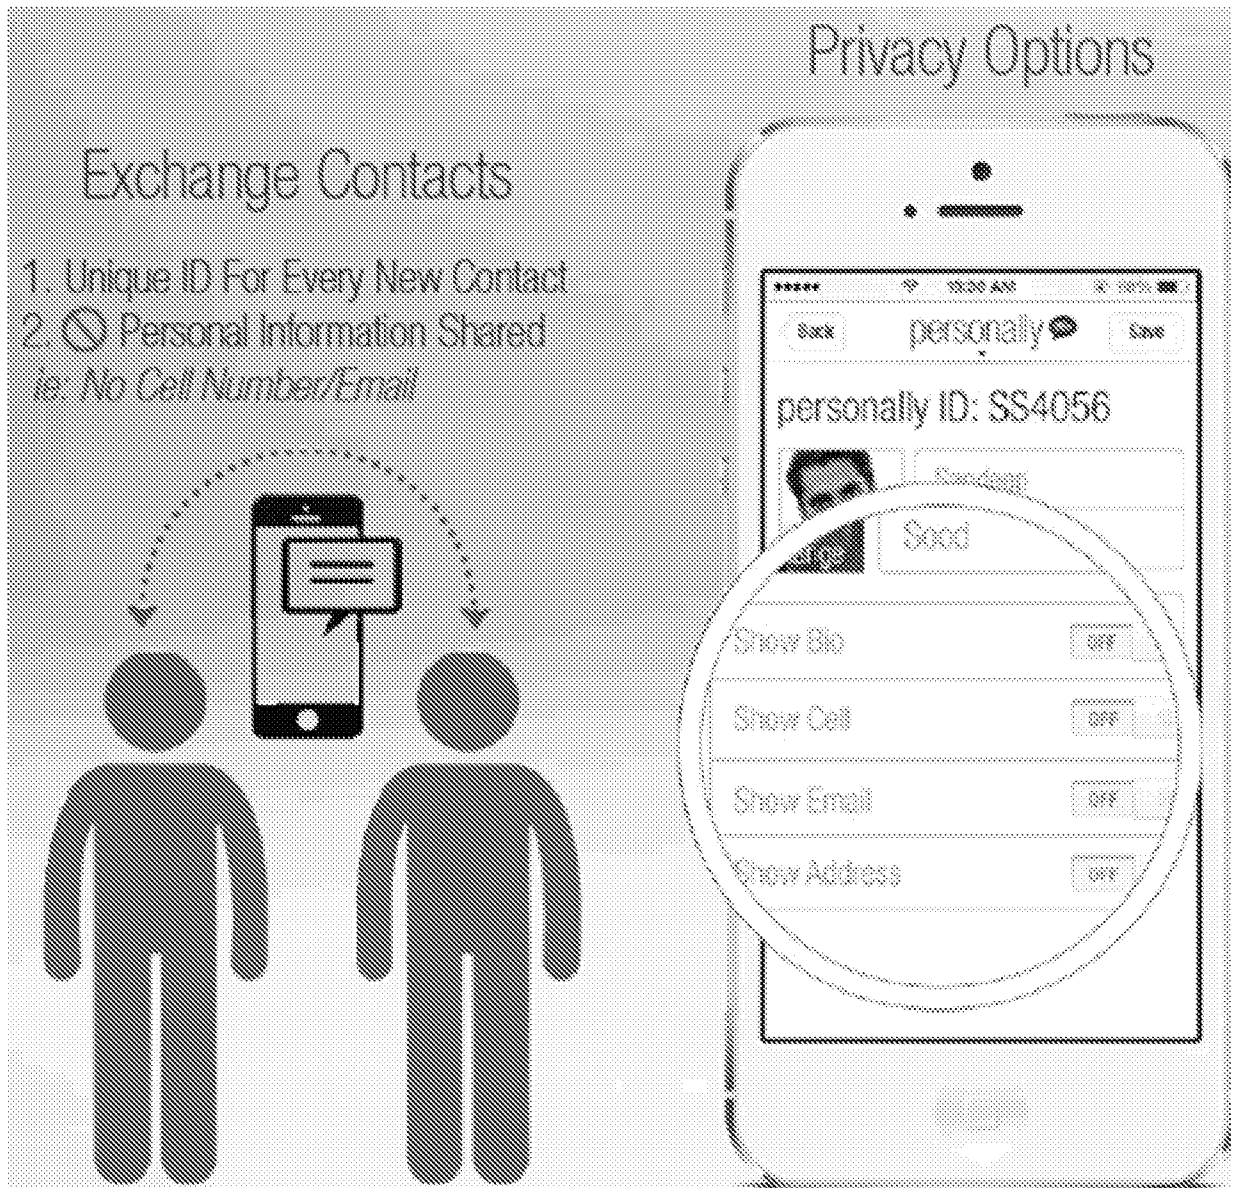 Privacy Options
Exchange Contacts
1. Unique ID For Every New Contact
2. Personal Information Shared
ie: No Cell Number/Email
AM
Back
personally
Save
personally ID: SS4056
Sood
Show Bio
OFF
Show Cell
OFF
Show Email
OFF
Show Address
OFF